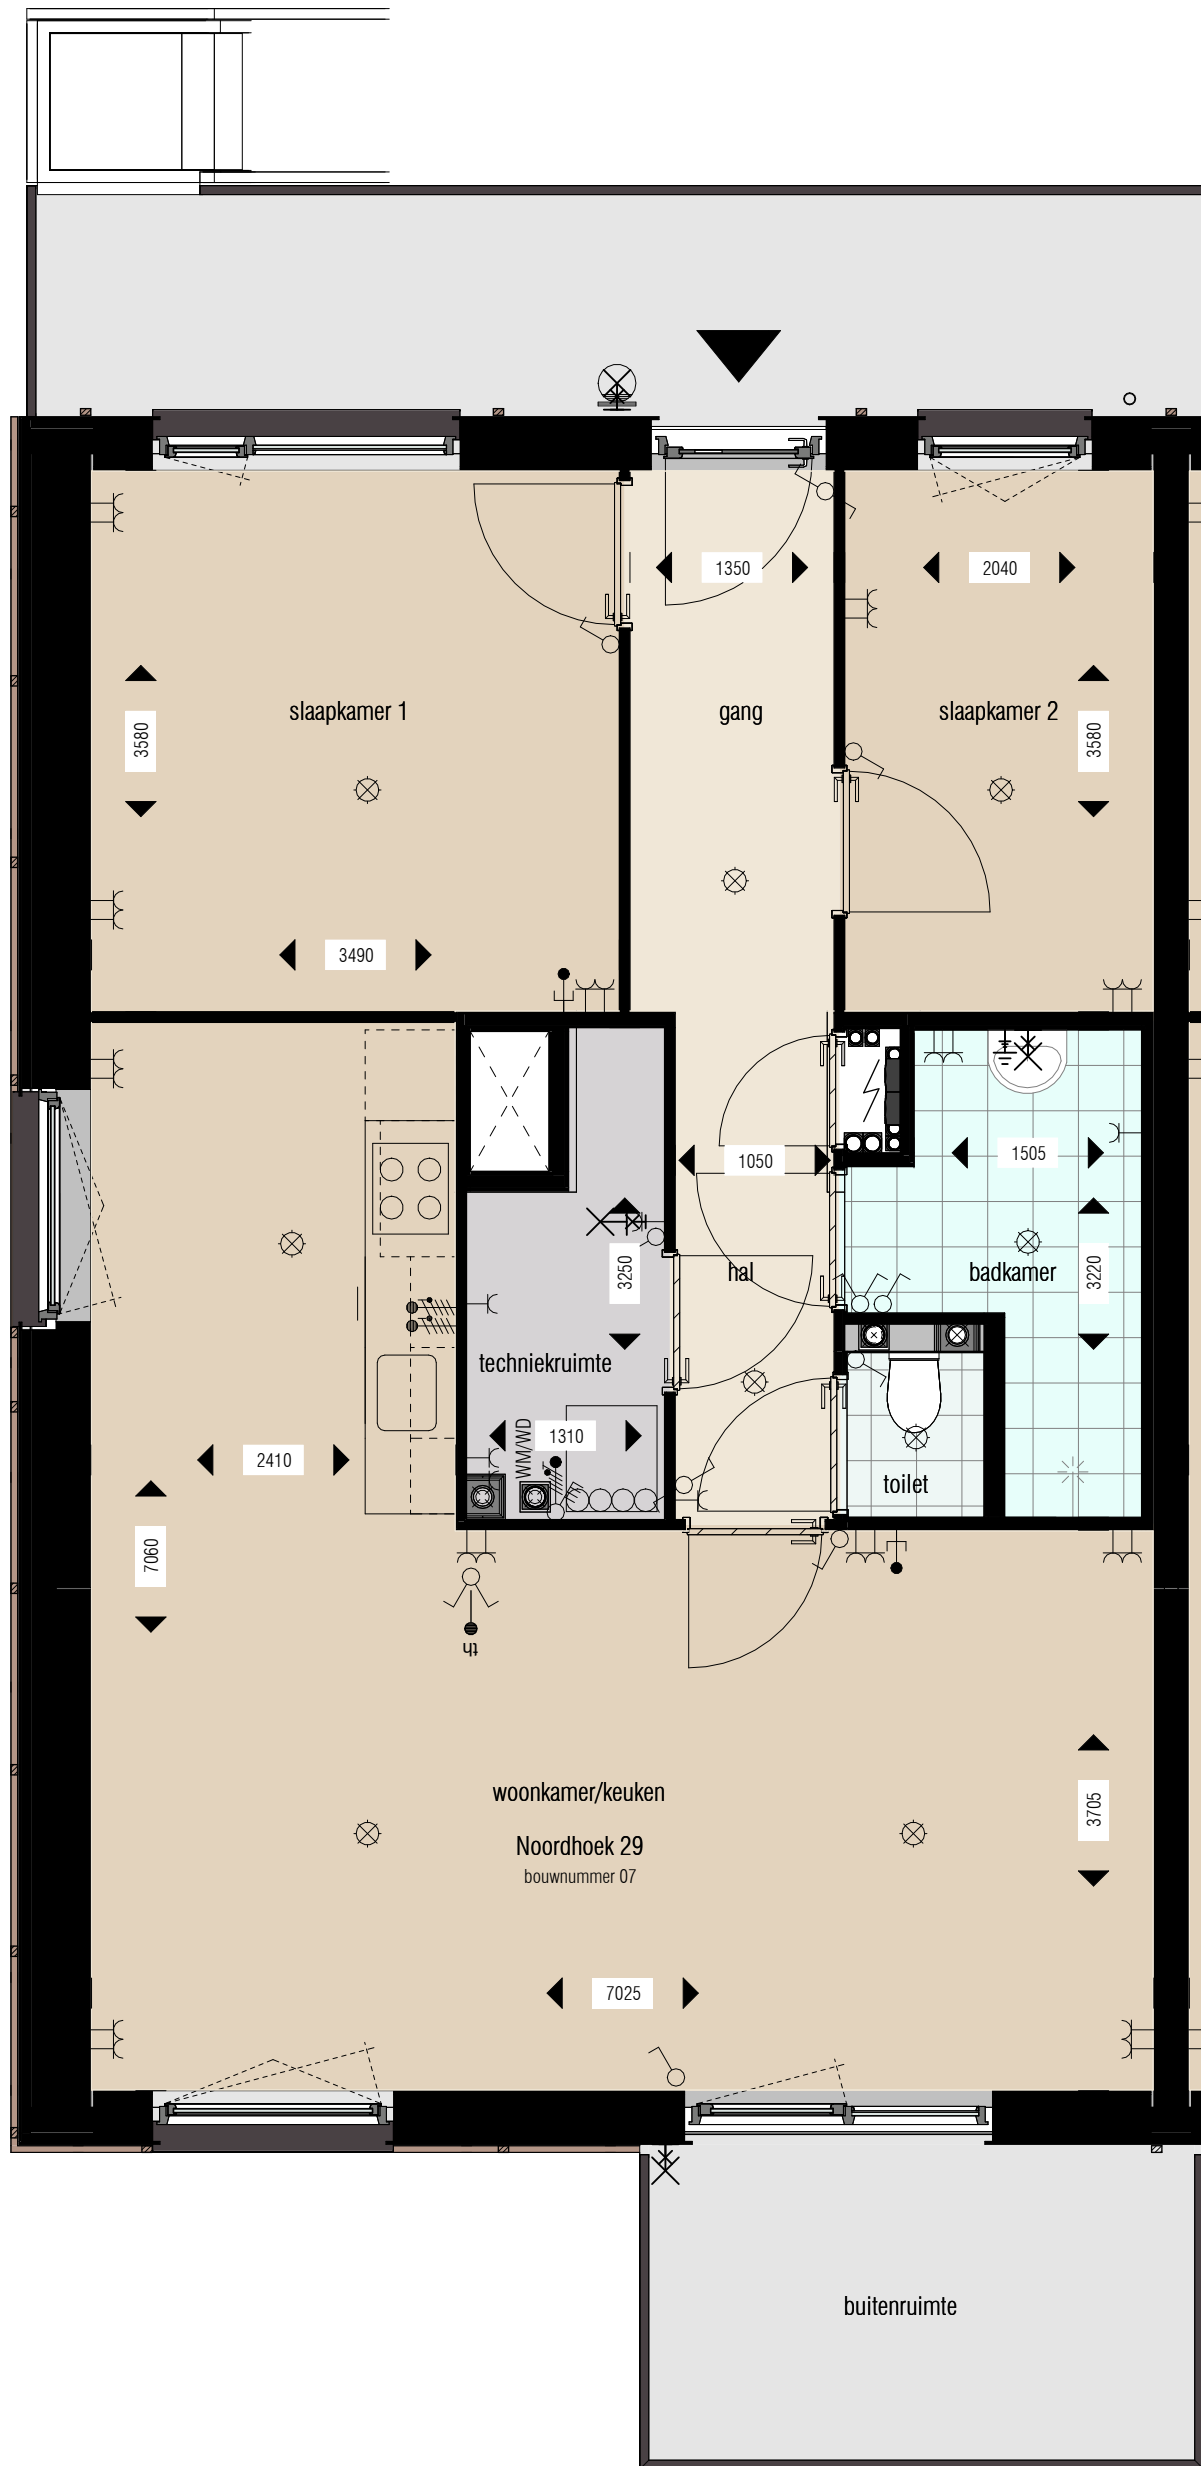 1350
2040
slaapkamer 1
gang
slaapkamer 2
3580
3580
3490
1050
1505
3250
hal
badkamer
3220
techniekruimte
WM/WD
1310
2410
toilet
7060
th
woonkamer/keuken
3705
Noordhoek 29
bouwnummer 07
7025
buitenruimte